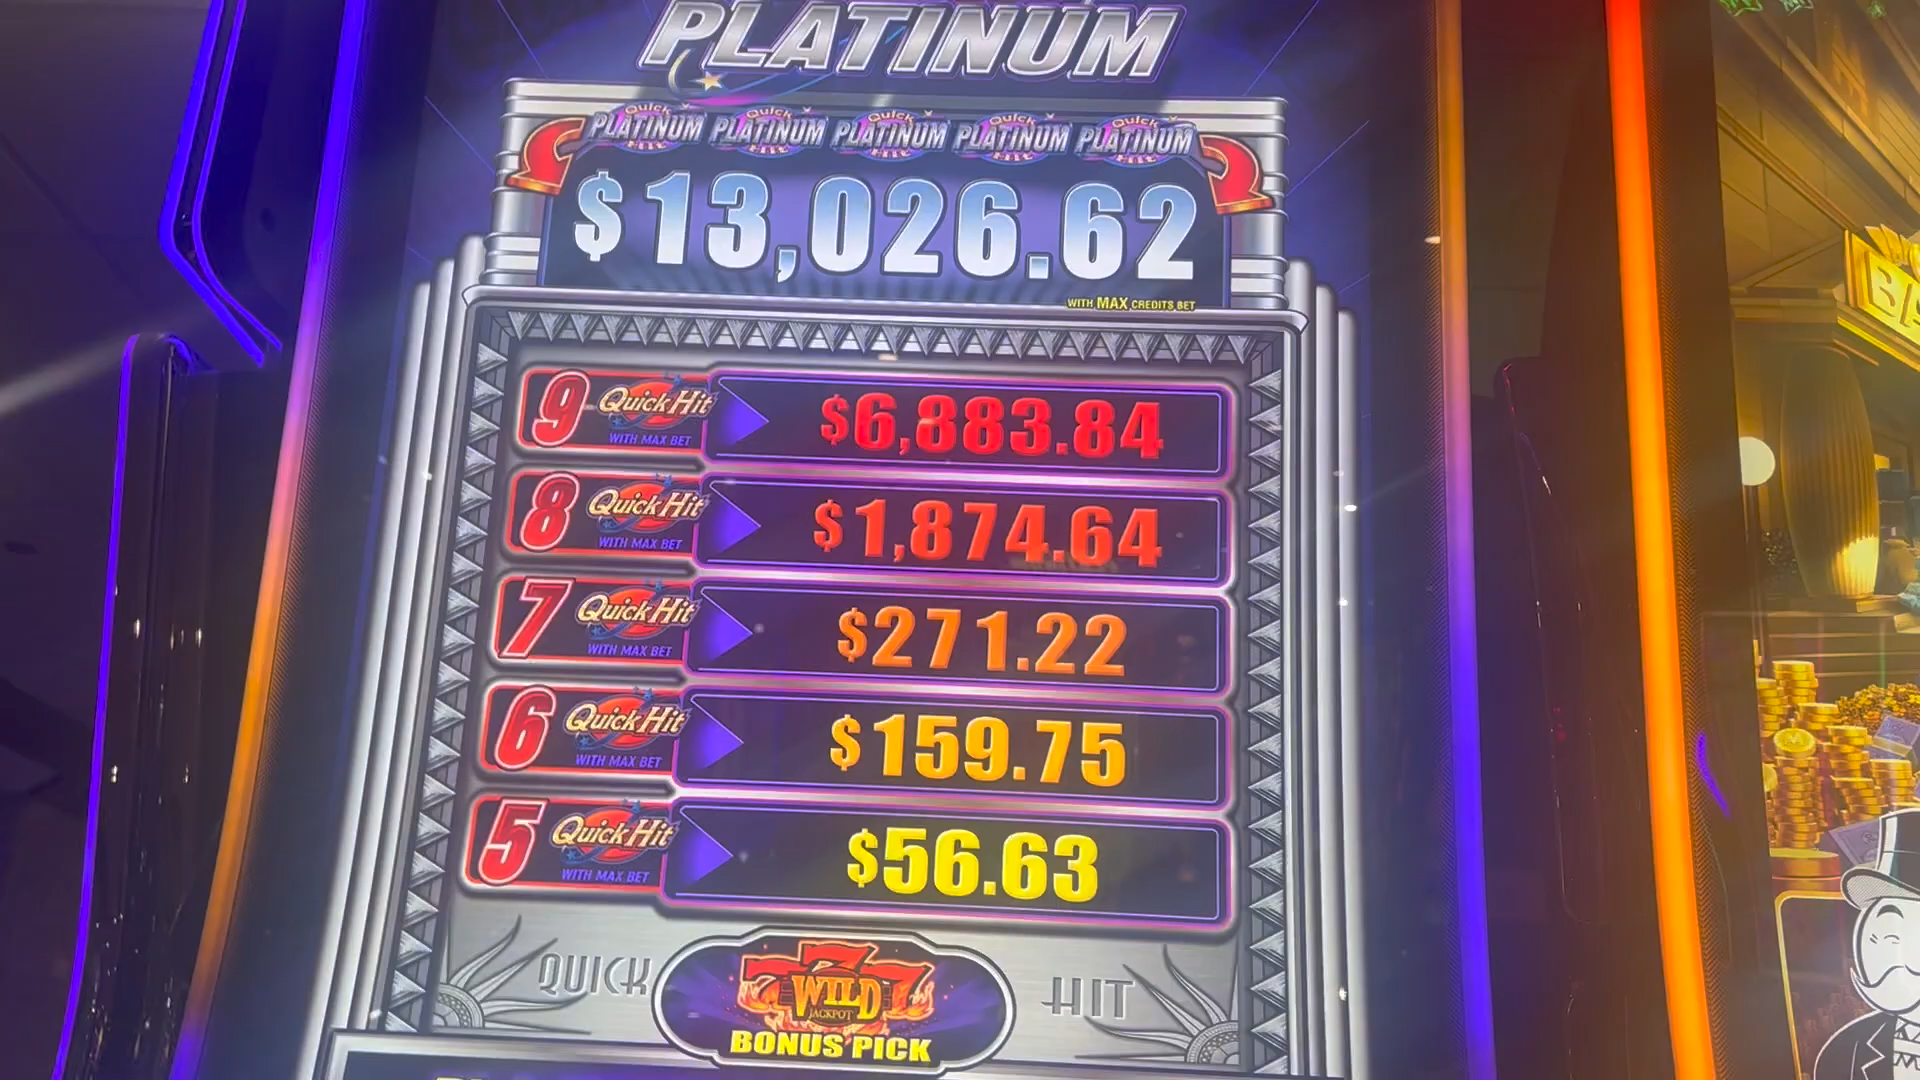 PLATINUM
Quick PLATINUM HIT Quick PLATINUM HIT Quick PLATINUM HIT Quick PLATINUM HIT Quick PLATINUM HIT
$13,026.62
WITH MAX CREDITS BET
9 Quick Hit WITH MAX BET $6,883.84
8 Quick Hit WITH MAX BET $1,874.64
7 Quick Hit WITH MAX BET $271.22
6 Quick Hit WITH MAX BET $159.75
5 Quick Hit WITH MAX BET $56.63
QUICK HIT
777
WILD
JACKPOT
BONUS PICK